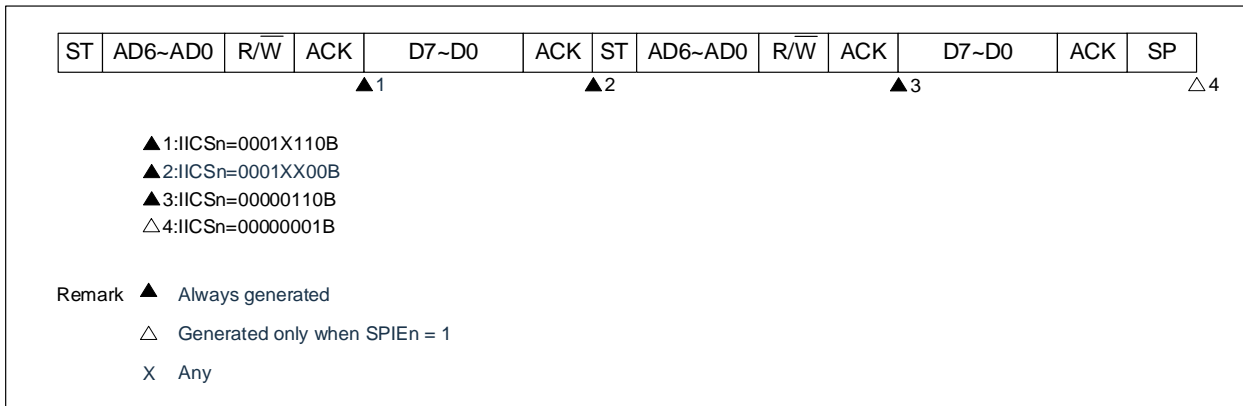 ST AD6~AD0 R/W̅ ACK D7~D0 ACK ST AD6~AD0 R/W̅ ACK D7~D0 ACK SP
▲1 ▲2 ▲3 △4
▲1:IICSn=0001X110B
▲2:IICSn=0001XX00B
▲3:IICSn=00000110B
△4:IICSn=00000001B
Remark ▲ Always generated
△ Generated only when SPIEn = 1
X Any